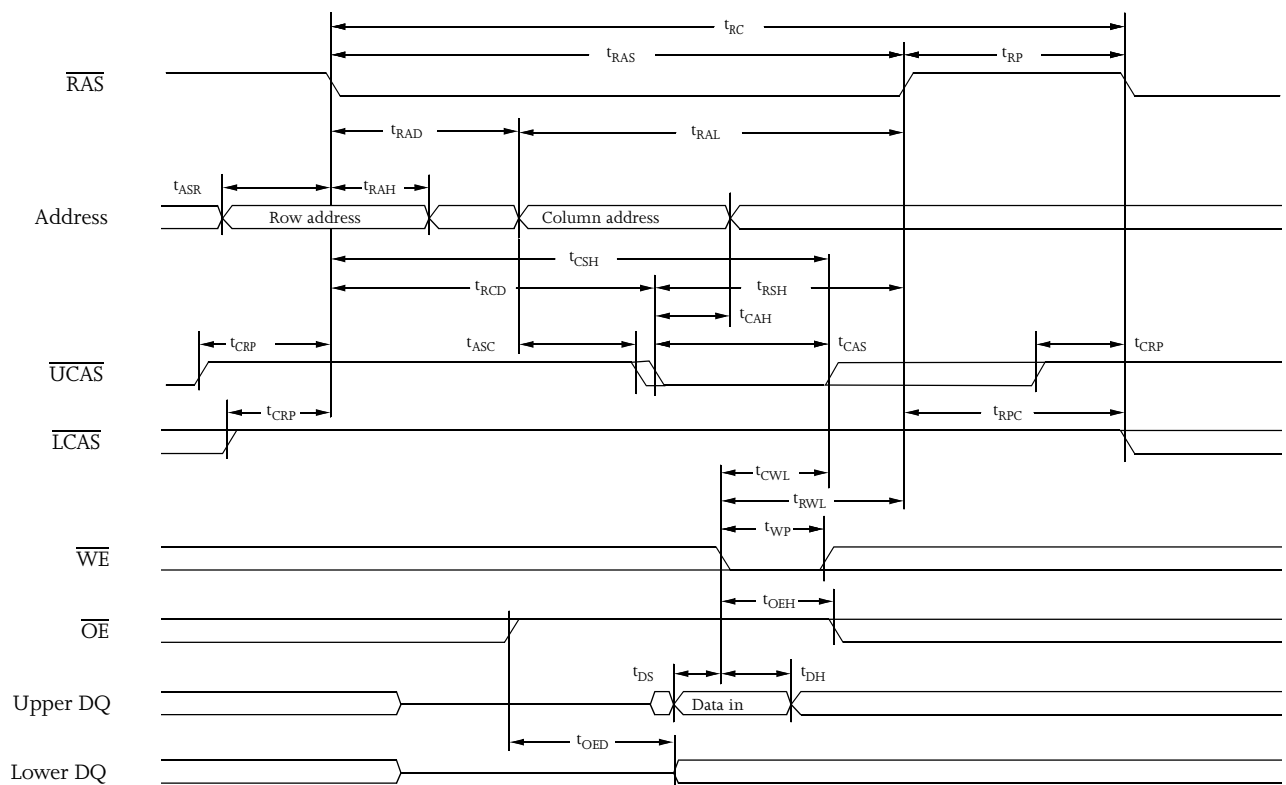 tRC
tRAS tRP
RAS
tRAD tRAL
tASR tRAH
Address Row address Column address
tCSH
tRCD tRSH
tCAH
tCRP tASC tCAS tCRP
UCAS
tCRP tRPC
LCAS
tCWL
tRWL
tWP
WE
tOEH
OE
tDS tDH
Upper DQ Data in
tOED
Lower DQ